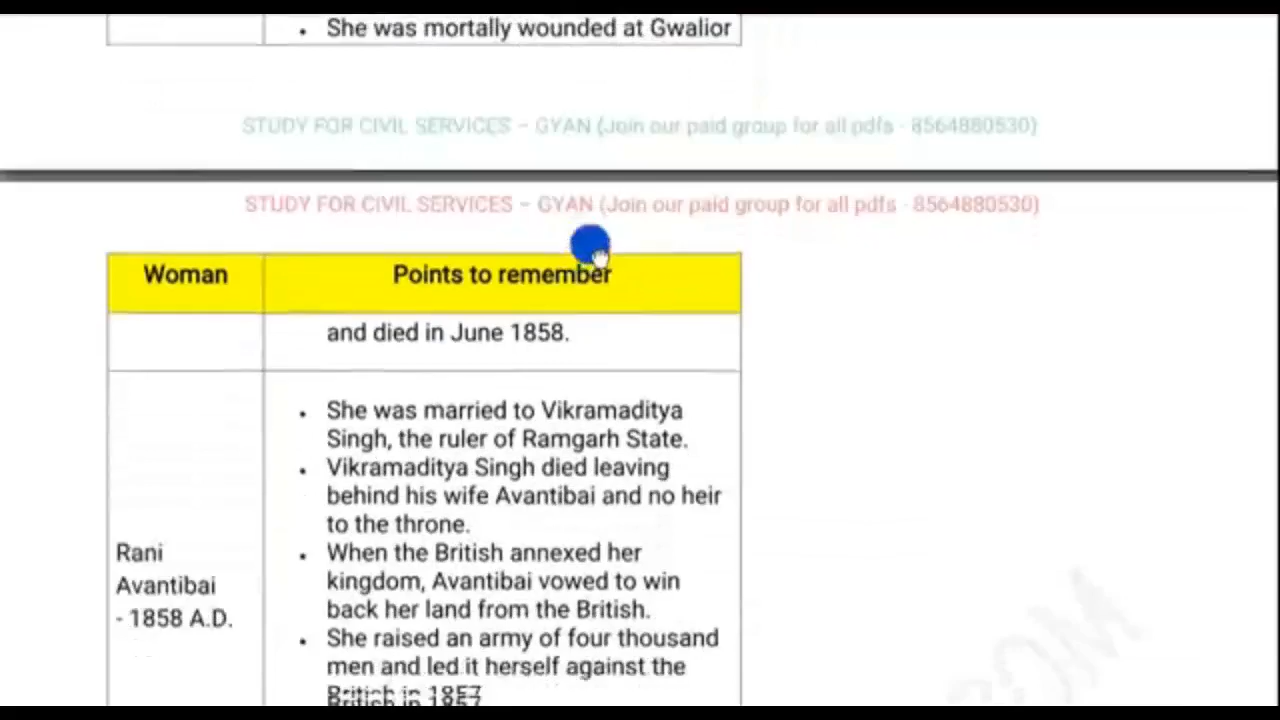 • She was mortally wounded at Gwalior
STUDY FOR CIVIL SERVICES – GYAN (Join our paid group for all pdfs - 8564880530)
STUDY FOR CIVIL SERVICES – GYAN (Join our paid group for all pdfs - 8564880530)
Woman Points to remember
and died in June 1858.
• She was married to Vikramaditya
Singh, the ruler of Ramgarh State.
• Vikramaditya Singh died leaving
behind his wife Avantibai and no heir
to the throne.
Rani
Avantibai
- 1858 A.D.
• When the British annexed her
kingdom, Avantibai vowed to win
back her land from the British.
• She raised an army of four thousand
men and led it herself against the
British in 1857